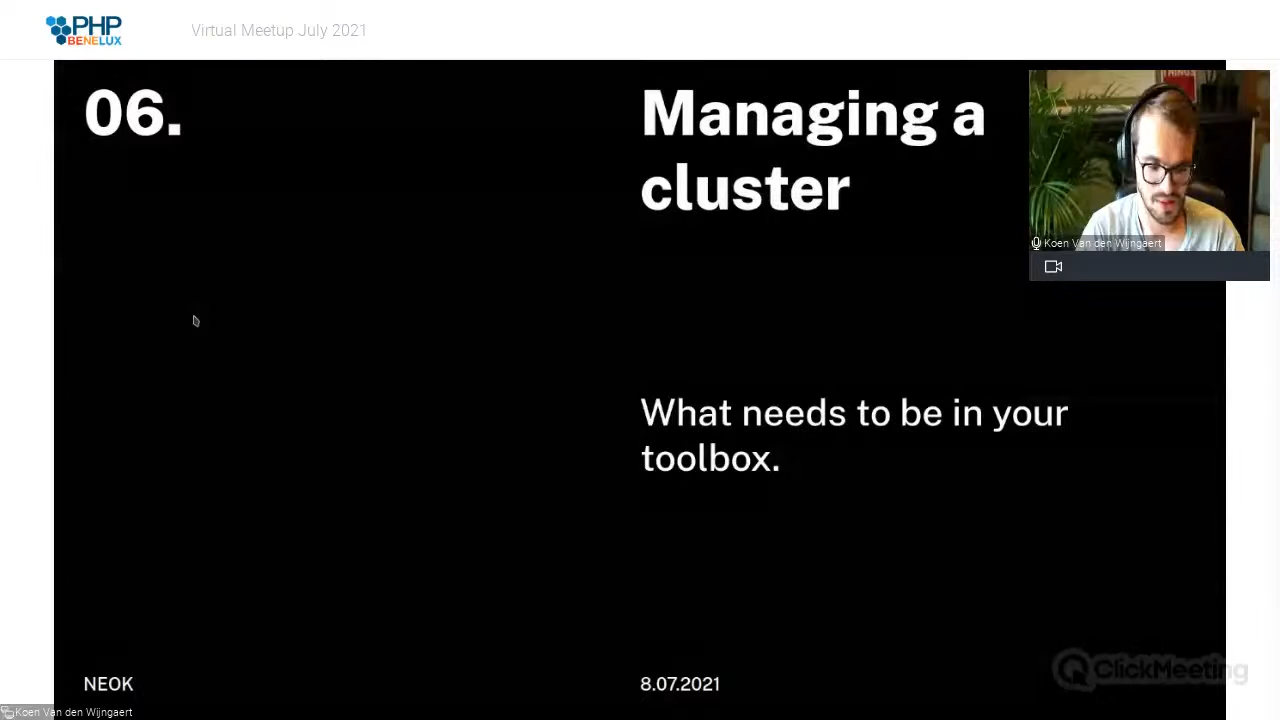 PHP
BENELUX
Virtual Meetup July 2021
06.
Managing a
cluster
THINGS
Koen Van den Wijngaert
What needs to be in your
toolbox.
NEOK
8.07.2021
ClickMeeting
Koen Van den Wijngaert